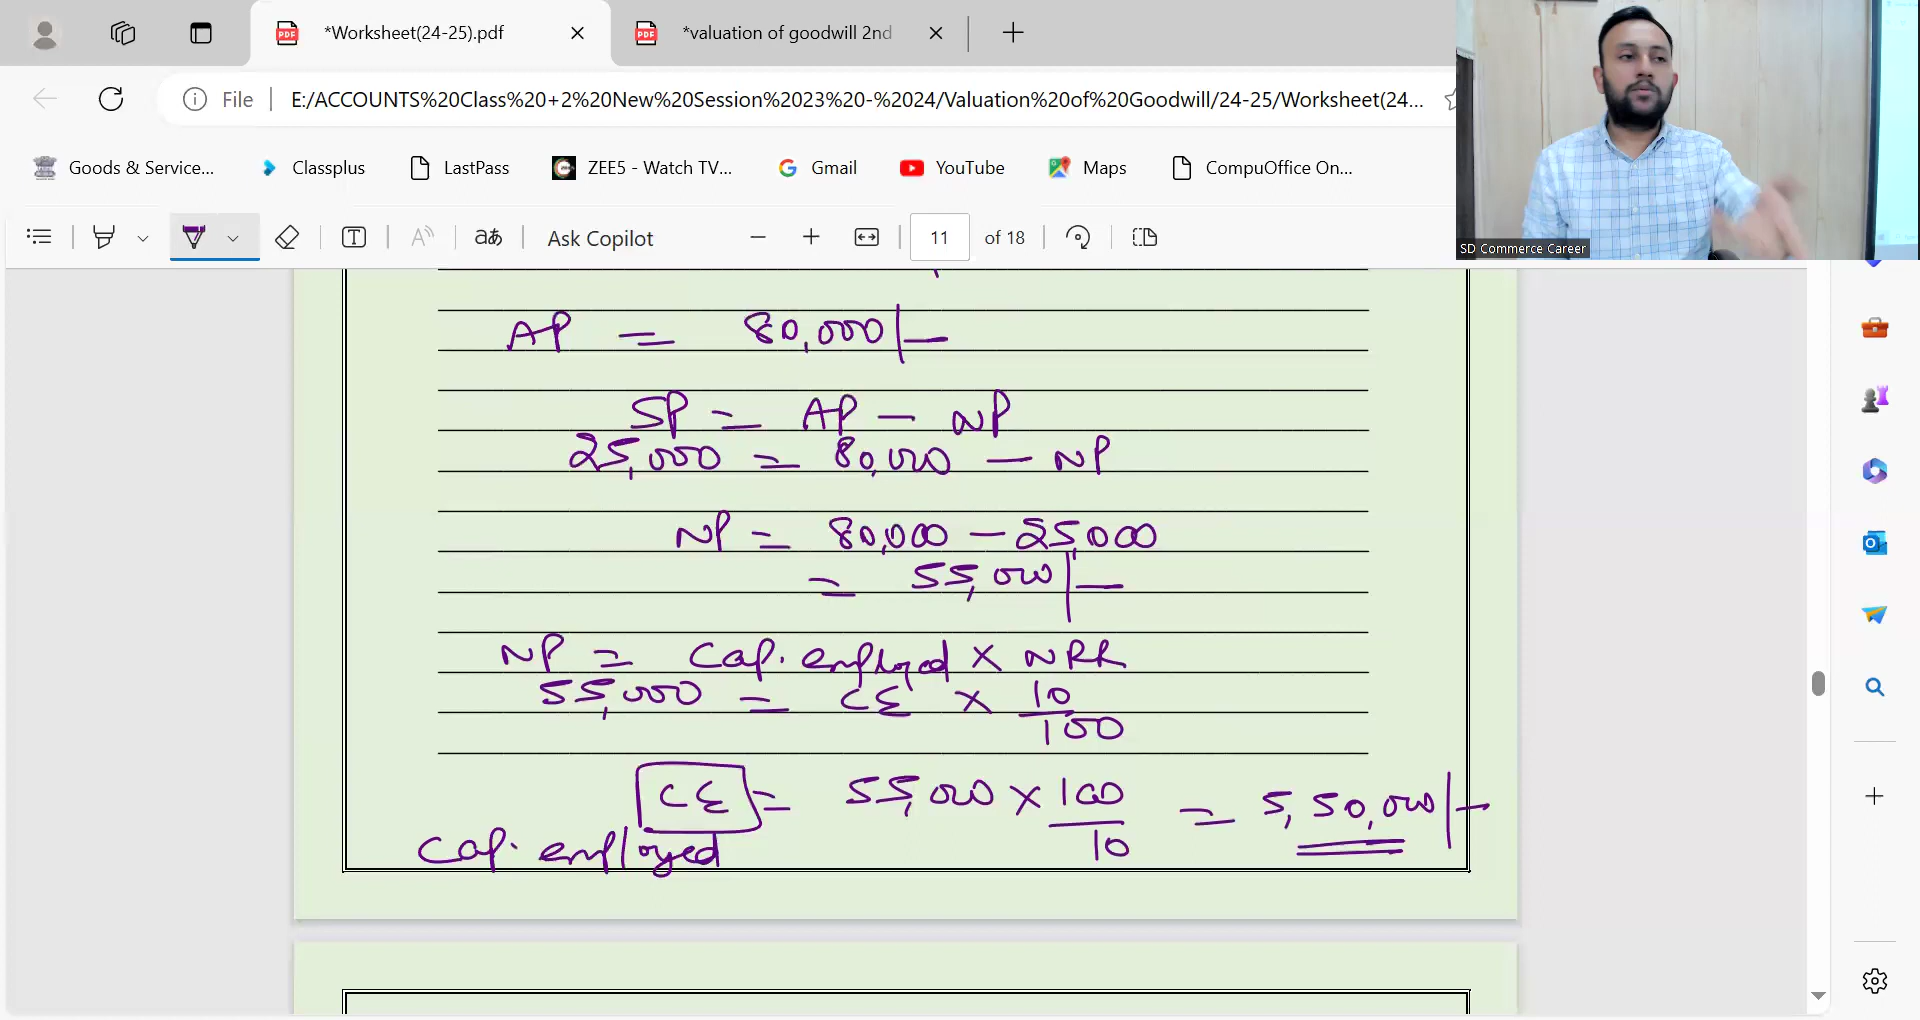 *Worksheet(24-25).pdf
*valuation of goodwill 2nd
File
E:/ACCOUNTS%20Class%20+2%20New%20Session%2023%20-%2024/Valuation%20of%20Goodwill/24-25/Worksheet(24...
Goods & Service...
Classplus
LastPass
ZEE5 - Watch TV...
Gmail
YouTube
Maps
CompuOffice On...
Ask Copilot
11 of 18
SD Commerce Career
AP = 80,000/-
SP = AP - NP
25,000 = 80,000 - NP
NP = 80,000 - 25,000
= 55,000/-
NP = Cap. employed × NRR
55,000 = CE × 10/100
CE = 55,000 × 100/10 = 5,50,000/-
Cap. employed